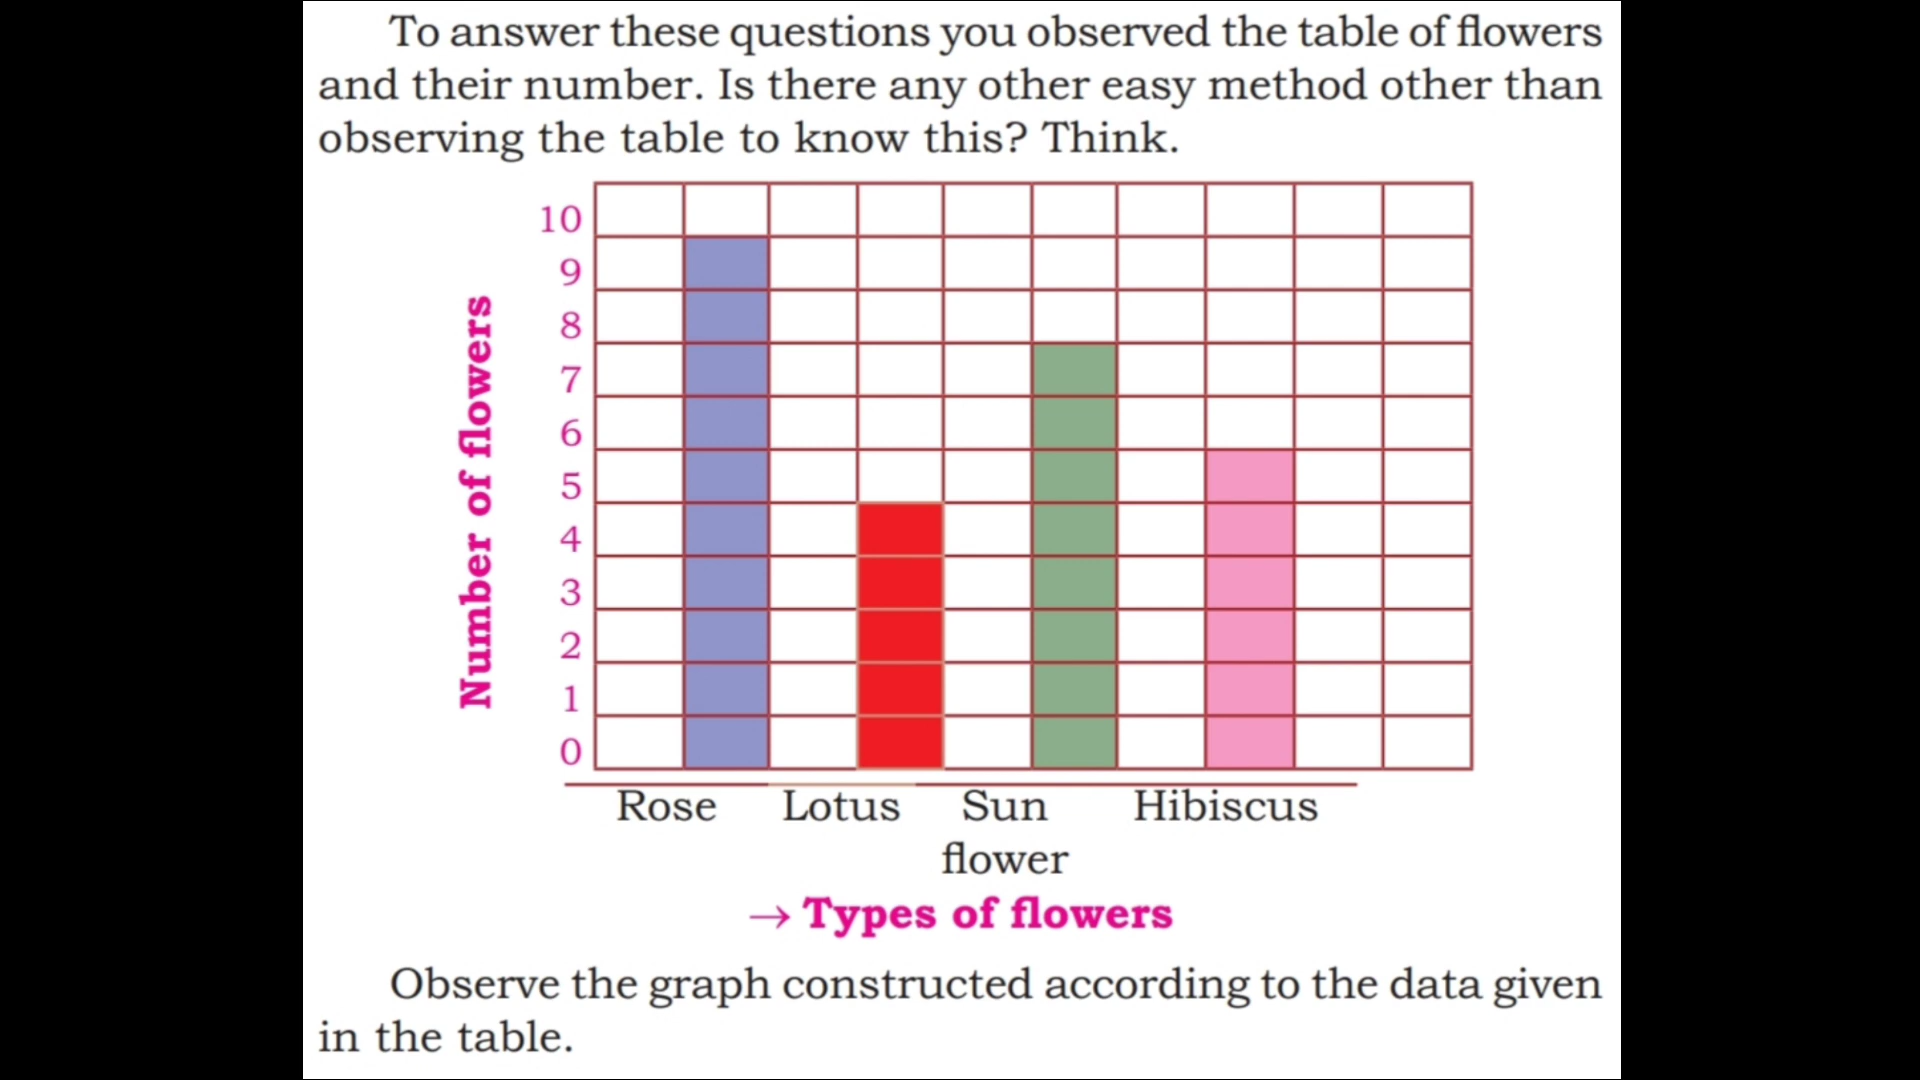 To answer these questions you observed the table of flowers
and their number. Is there any other easy method other than
observing the table to know this? Think.
Number of flowers
10
9
8
7
6
5
4
3
2
1
0
Rose Lotus Sun Hibiscus
flower
→ Types of flowers
Observe the graph constructed according to the data given
in the table.